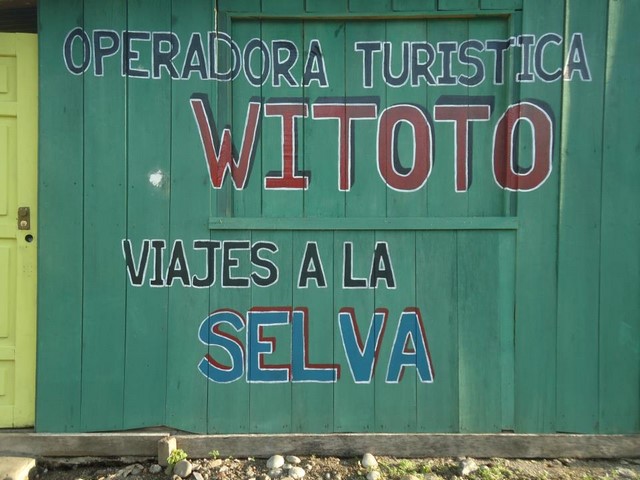 OPERADORA TURISTICA
WITOTO
VIAJES A LA
SELVA